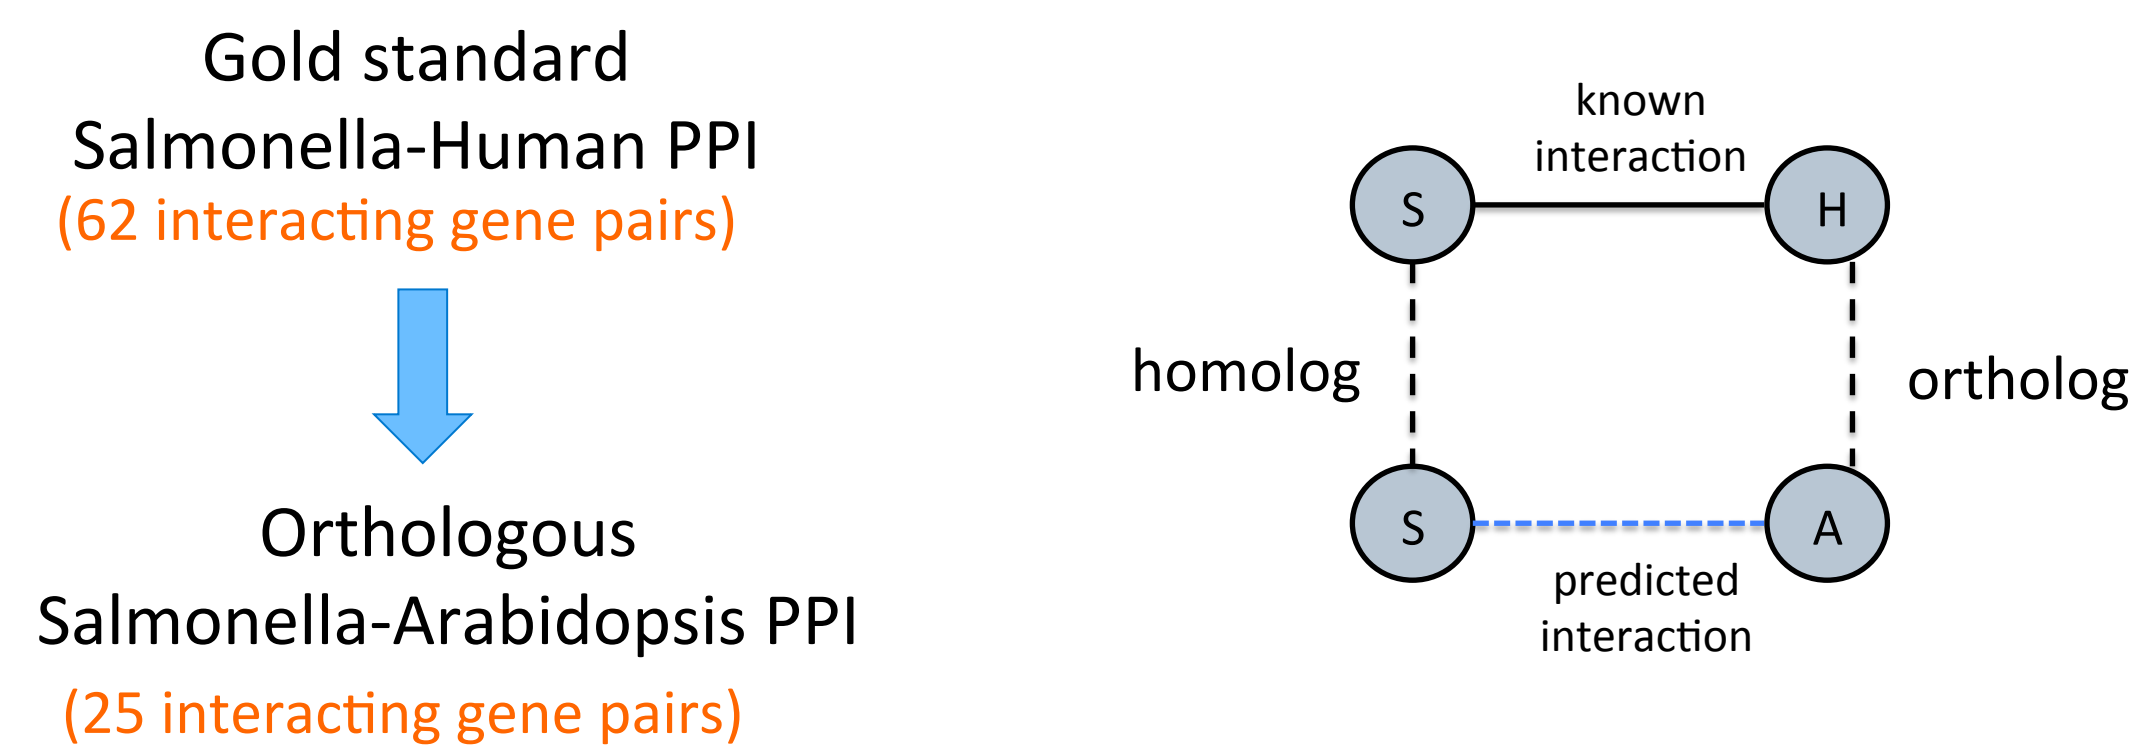 Gold standard
Salmonella-Human PPI
(62 interacting gene pairs)
Orthologous
Salmonella-Arabidopsis PPI
(25 interacting gene pairs)
known
interaction
S
H
homolog
ortholog
S
A
predicted
interaction